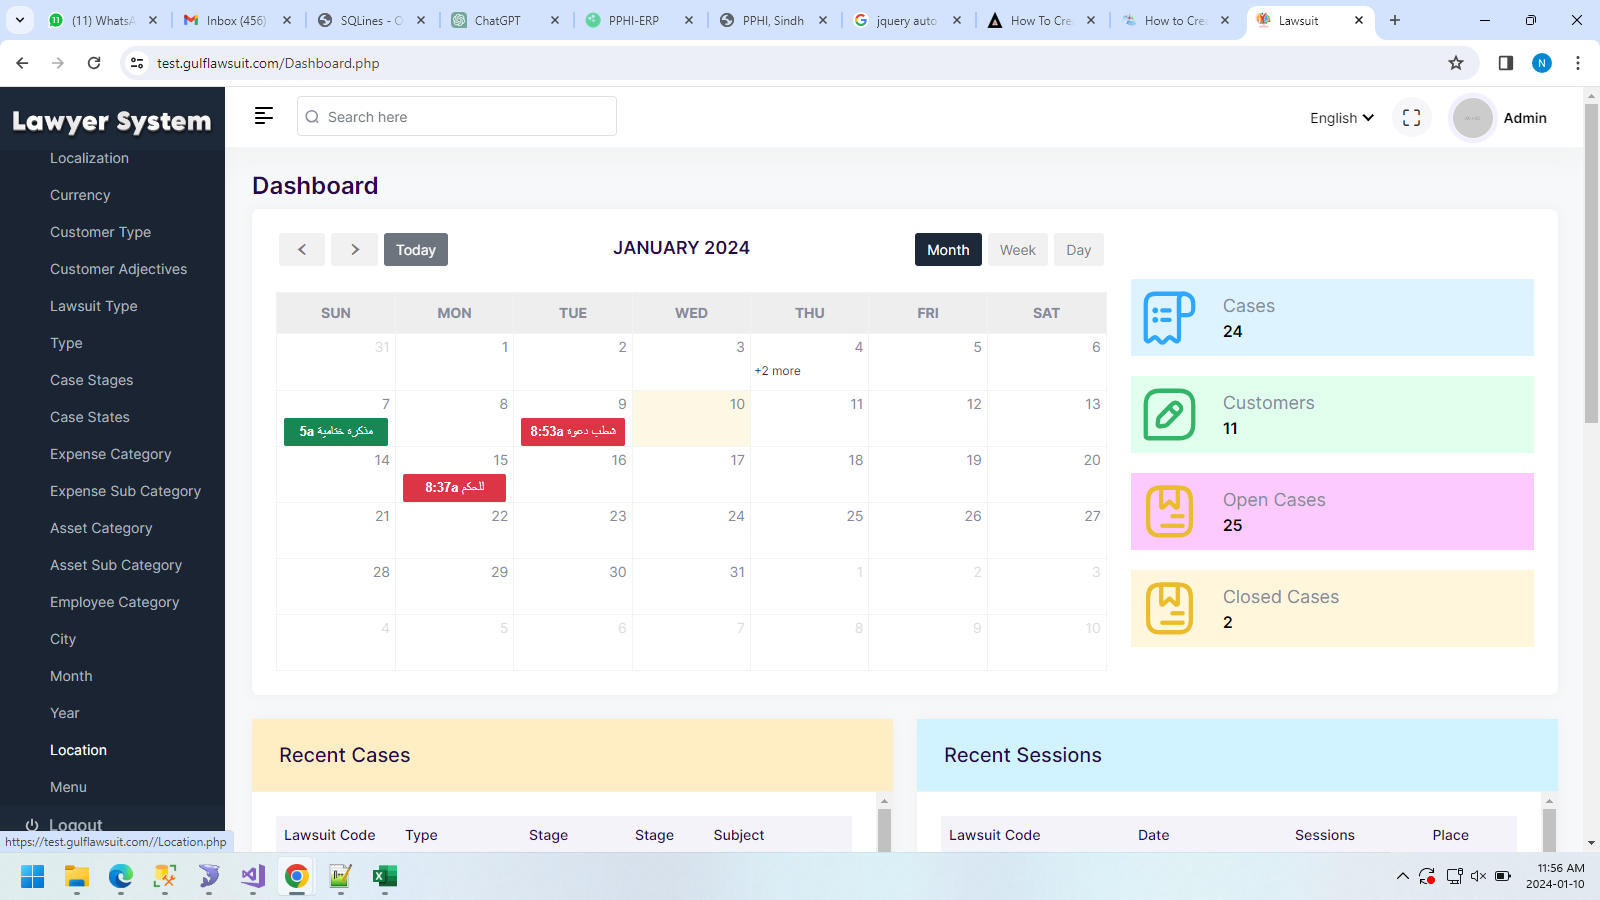 (11) WhatsA
Inbox (456)
SQLines - O
ChatGPT
PPHI-ERP
PPHI, Sindh
jquery auto
How To Cre
How to Crea
Lawsuit
test.gulflawsuit.com/Dashboard.php
N
Lawyer System
Search here
English
Admin
Localization
Currency
Customer Type
Customer Adjectives
Lawsuit Type
Type
Case Stages
Case States
Expense Category
Expense Sub Category
Asset Category
Asset Sub Category
Employee Category
City
Month
Year
Location
Menu
Logout
https://test.gulflawsuit.com//Location.php
Dashboard
Today
JANUARY 2024
Month Week Day
SUN MON TUE WED THU FRI SAT
31 1 2 3 4 5 6
+2 more
7 8 9 10 11 12 13
5a مذكره ختامية
8:53a شطب دعوه
14 15 16 17 18 19 20
8:37a للحكم
21 22 23 24 25 26 27
28 29 30 31 1 2 3
4 5 6 7 8 9 10
Cases
24
Customers
11
Open Cases
25
Closed Cases
2
Recent Cases
Lawsuit Code Type Stage Stage Subject
Recent Sessions
Lawsuit Code Date Sessions Place
11:56 AM
2024-01-10